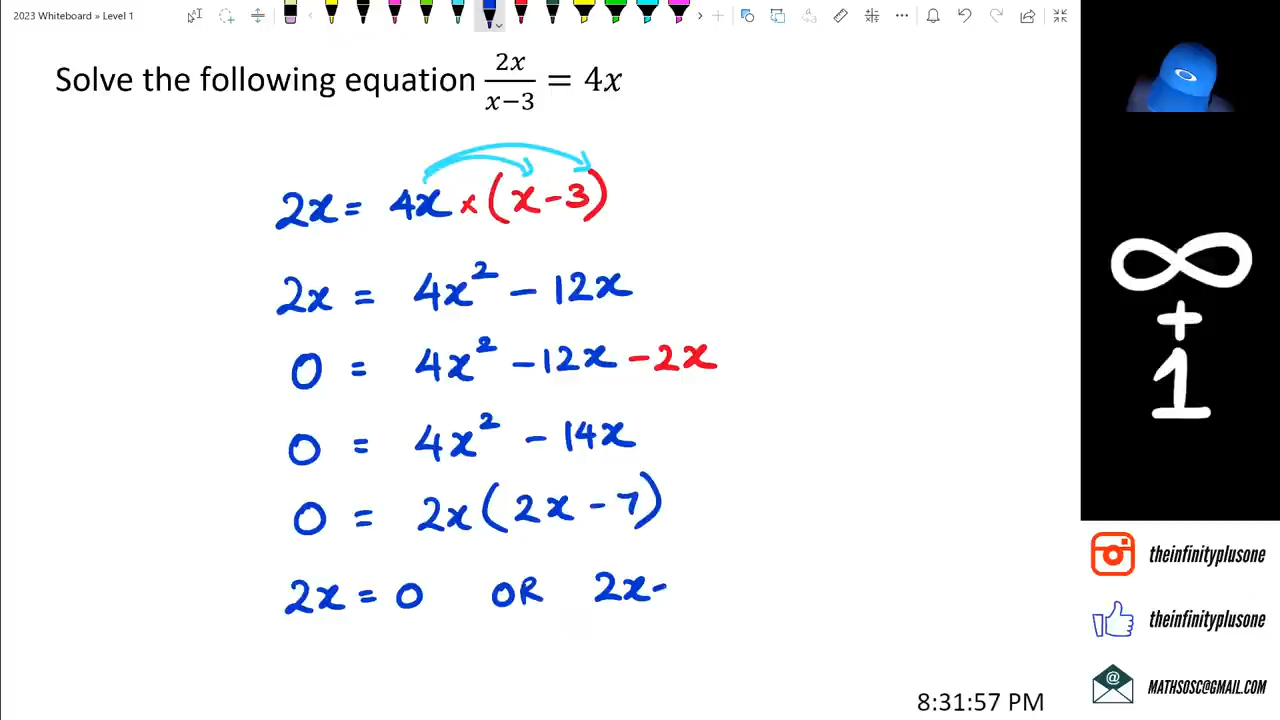 2023 Whiteboard » Level 1
Solve the following equation 2x/(x−3) = 4x
2x = 4x × (x − 3)
2x = 4x² − 12x
0 = 4x² − 12x − 2x
0 = 4x² − 14x
0 = 2x(2x − 7)
2x = 0 OR 2x-
8:31:57 PM
∞
+
1
theinfinityplusone
theinfinityplusone
@
MATHSOSC@GMAIL.COM